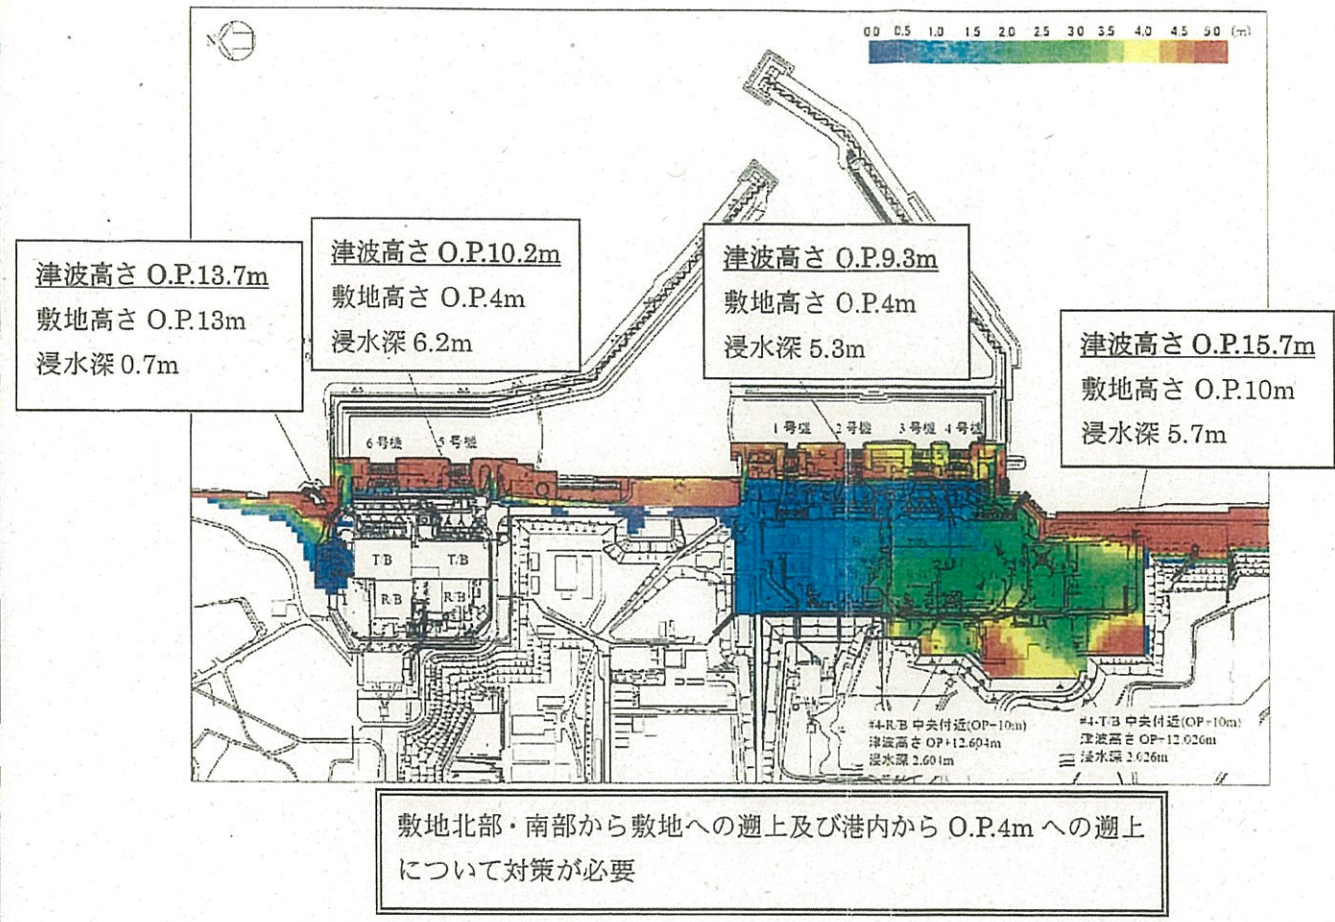 N
0.0 0.5 1.0 1.5 2.0 2.5 3.0 3.5 4.0 4.5 5.0 (m)
津波高さ O.P.13.7m
敷地高さ O.P.13m
浸水深 0.7m
津波高さ O.P.10.2m
敷地高さ O.P.4m
浸水深 6.2m
津波高さ O.P.9.3m
敷地高さ O.P.4m
浸水深 5.3m
津波高さ O.P.15.7m
敷地高さ O.P.10m
浸水深 5.7m
6号機 5号機
1号機 2号機 3号機 4号機
T/B T/B
R/B R/B
#4-R/B 中央付近(OP+10m)
津波高さ OP+12.604m
浸水深 2.604m
#4-T/B 中央付近(OP+10m)
津波高さ OP+12.026m
浸水深 2.026m
敷地北部・南部から敷地への遡上及び港内から O.P.4m への遡上
について対策が必要